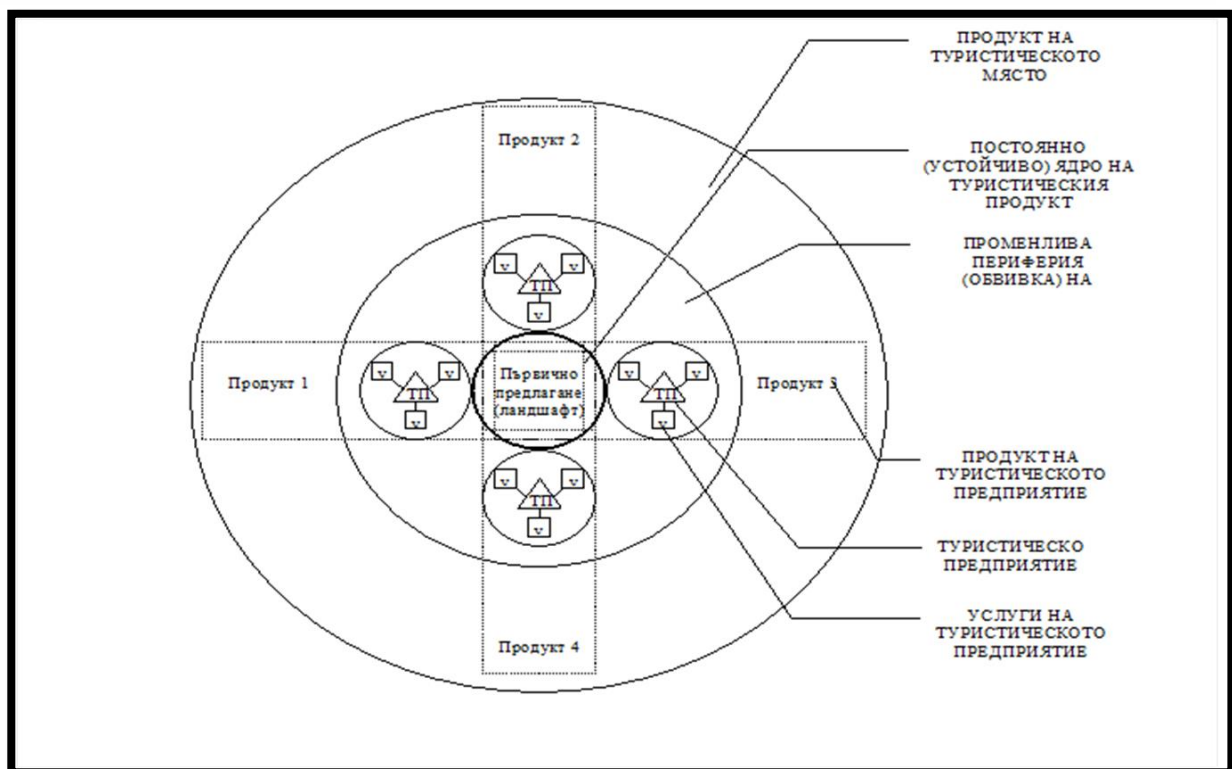 ПРОДУКТ НА
ТУРИСТИЧЕСКОТО
МЯСТО
ПОСТОЯННО
(УСТОЙЧИВО) ЯДРО НА
ТУРИСТИЧЕСКИЯ
ПРОДУКТ
ПРОМЕНЛИВА
ПЕРИФЕРИЯ
(ОБВИВКА) НА
Продукт 2
v v
ТП
v
Продукт 1
v v
ТП
v
Първично
предлагане
(ландшафт)
v v
ТП
v
Продукт 3
v v
ТП
v
Продукт 4
ПРОДУКТ НА
ТУРИСТИЧЕСКОТО
ПРЕДПРИЯТИЕ
ТУРИСТИЧЕСКО
ПРЕДПРИЯТИЕ
УСЛУГИ НА
ТУРИСТИЧЕСКОТО
ПРЕДПРИЯТИЕ